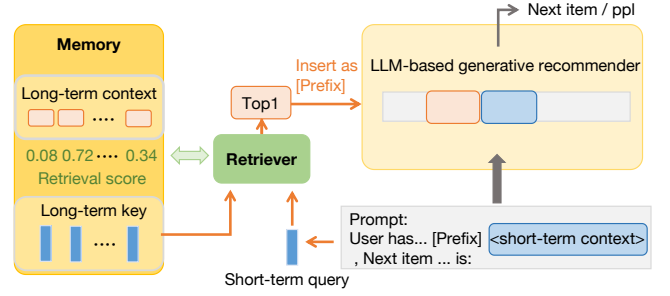 Next item / ppl
Memory
Long-term context
0.08 0.72 •••• 0.34
Retrieval score
Long-term key
Top1
Insert as
[Prefix]
Retriever
Short-term query
LLM-based generative recommender
Prompt:
User has... [Prefix] <short-term context>
, Next item ... is: